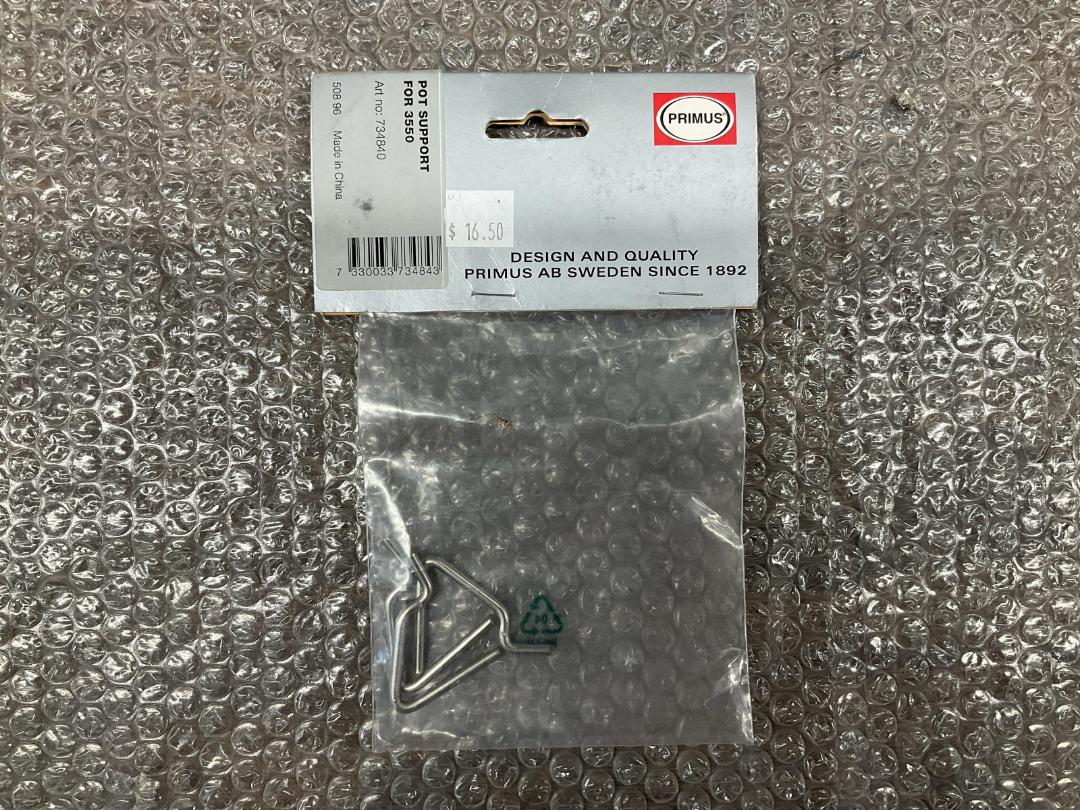 POT SUPPORT
FOR 3550
Art no: 734840
508 96 Made in China
7 330033 734843
$ 16.50
PRIMUS
DESIGN AND QUALITY
PRIMUS AB SWEDEN SINCE 1892